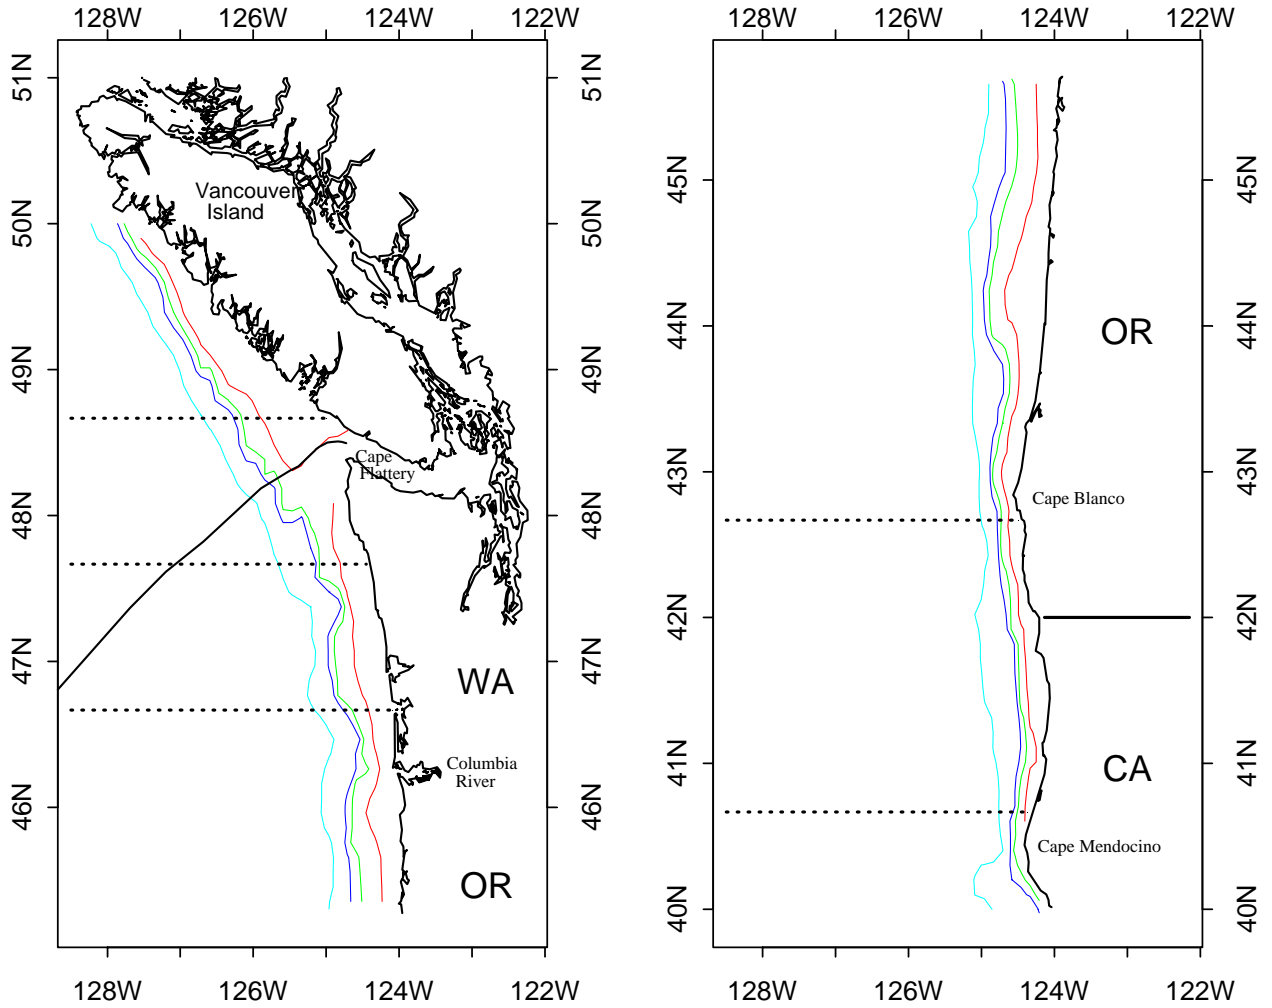 128W 126W 124W 122W
51N 51N
50N 50N
49N 49N
48N 48N
47N 47N
46N 46N
Vancouver
Island
Cape
Flattery
WA
Columbia
River
OR
128W 126W 124W 122W
128W 126W 124W 122W
45N 45N
44N 44N
43N 43N
42N 42N
41N 41N
40N 40N
OR
Cape Blanco
CA
Cape Mendocino
128W 126W 124W 122W